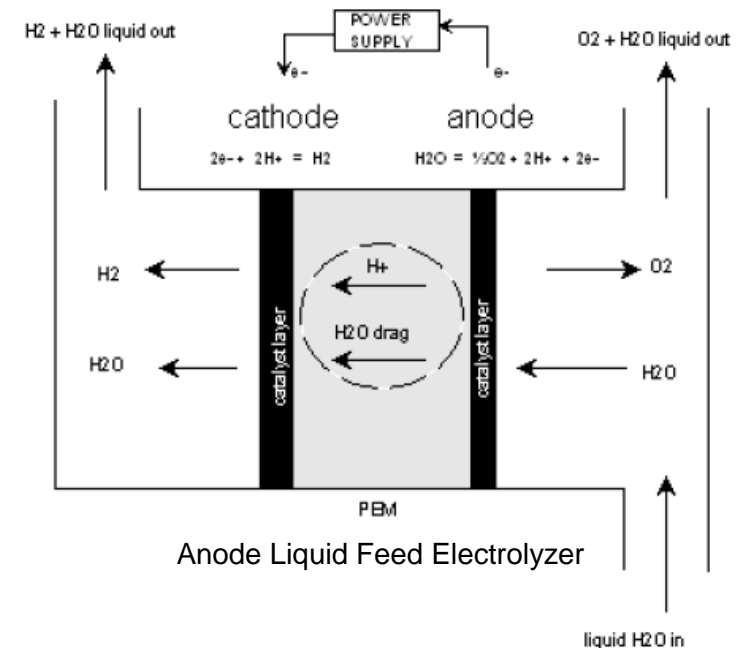 POWER
SUPPLY
H2 + H2O liquid out
O2 + H2O liquid out
e-
e-
cathode
anode
2e-+ 2H+ = H2
H2O = ½O2 + 2H+ + 2e-
H2
H+
O2
catalyst layer
H2O drag
catalyst layer
H2O
H2O
PEM
Anode Liquid Feed Electrolyzer
liquid H2O in